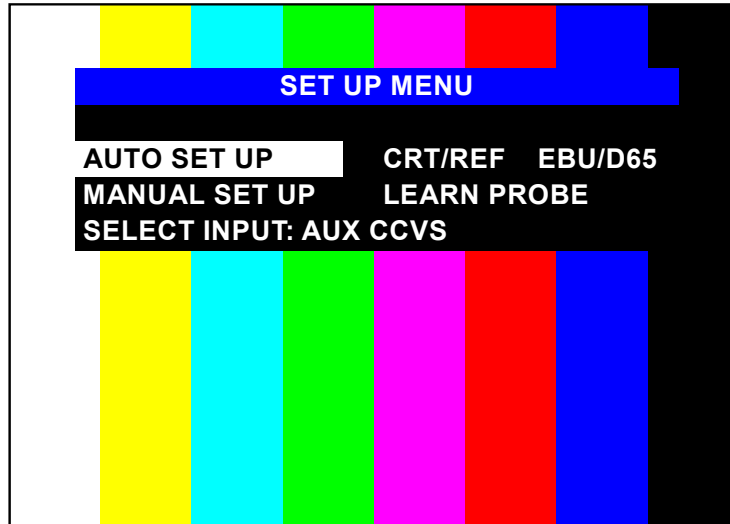 SET UP MENU
AUTO SET UP CRT/REF EBU/D65
MANUAL SET UP LEARN PROBE
SELECT INPUT: AUX CCVS